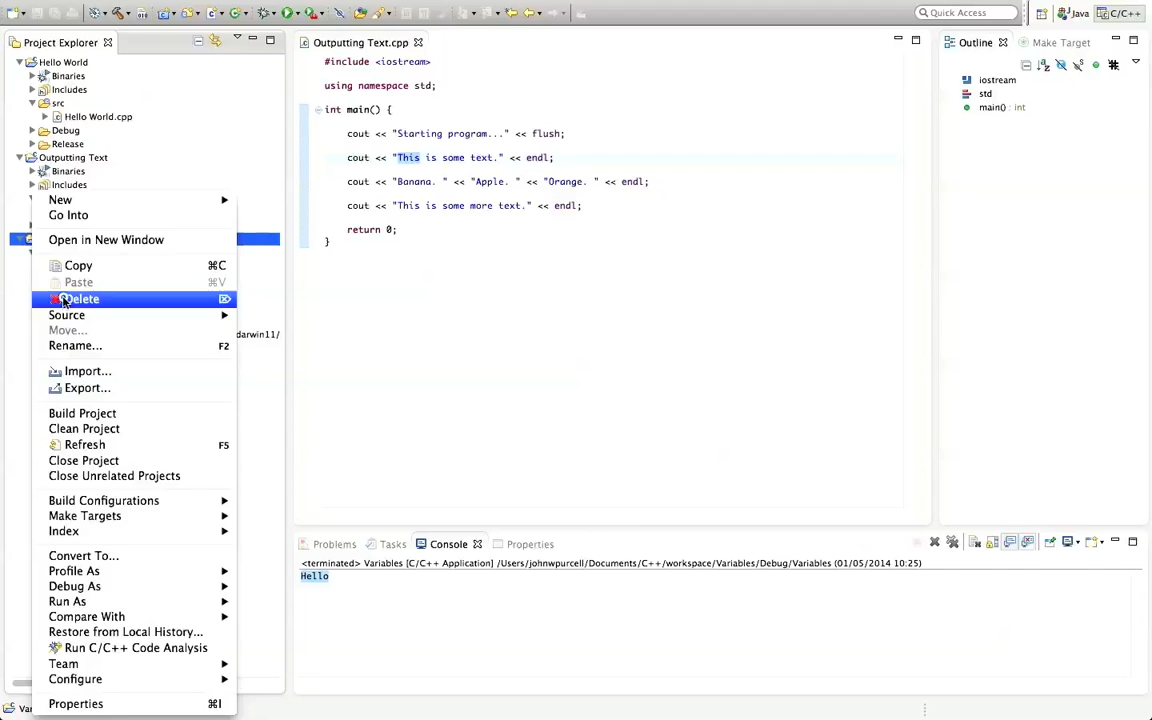 Quick Access
Java
C/C++
Project Explorer
Hello World
Binaries
Includes
src
Hello World.cpp
Debug
Release
Outputting Text
Binaries
Includes
New
Go Into
Open in New Window
Copy ⌘C
Paste ⌘V
Delete
Source
Move...
Rename... F2
Import...
Export...
Build Project
Clean Project
Refresh F5
Close Project
Close Unrelated Projects
Build Configurations
Make Targets
Index
Convert To...
Profile As
Debug As
Run As
Compare With
Restore from Local History...
Run C/C++ Code Analysis
Team
Configure
Properties ⌘I
darwin11/
Outputting Text.cpp
#include <iostream>
using namespace std;
int main() {
cout << "Starting program..." << flush;
cout << "This is some text." << endl;
cout << "Banana. " << "Apple. " << "Orange. " << endl;
cout << "This is some more text." << endl;
return 0;
}
Outline
Make Target
iostream
std
main() : int
Problems
Tasks
Console
Properties
<terminated> Variables [C/C++ Application] /Users/johnwpurcell/Documents/C++/workspace/Variables/Debug/Variables (01/05/2014 10:25)
Hello